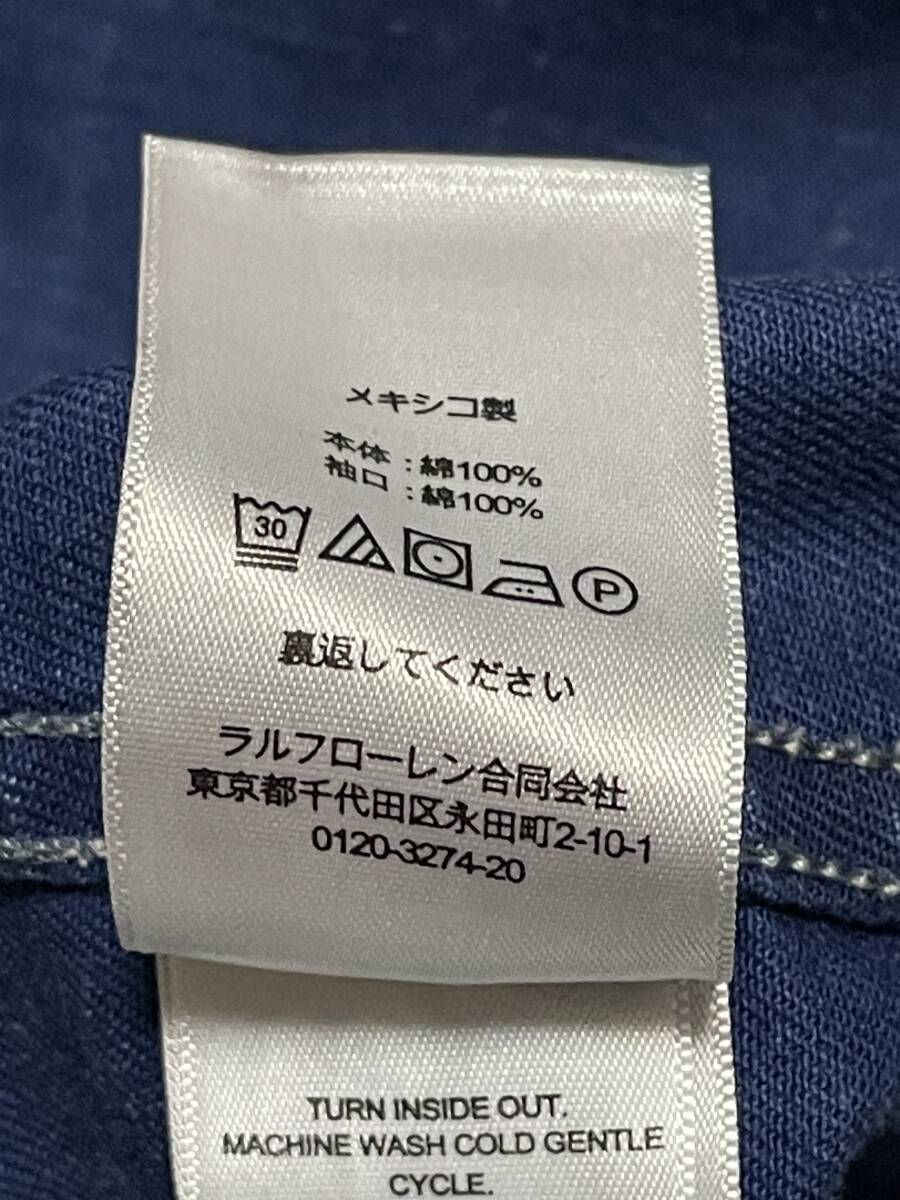 メキシコ製
本体：綿100%
袖口：綿100%
30
P
裏返してください
ラルフローレン合同会社
東京都千代田区永田町2-10-1
0120-3274-20
TURN INSIDE OUT.
MACHINE WASH COLD GENTLE
CYCLE.